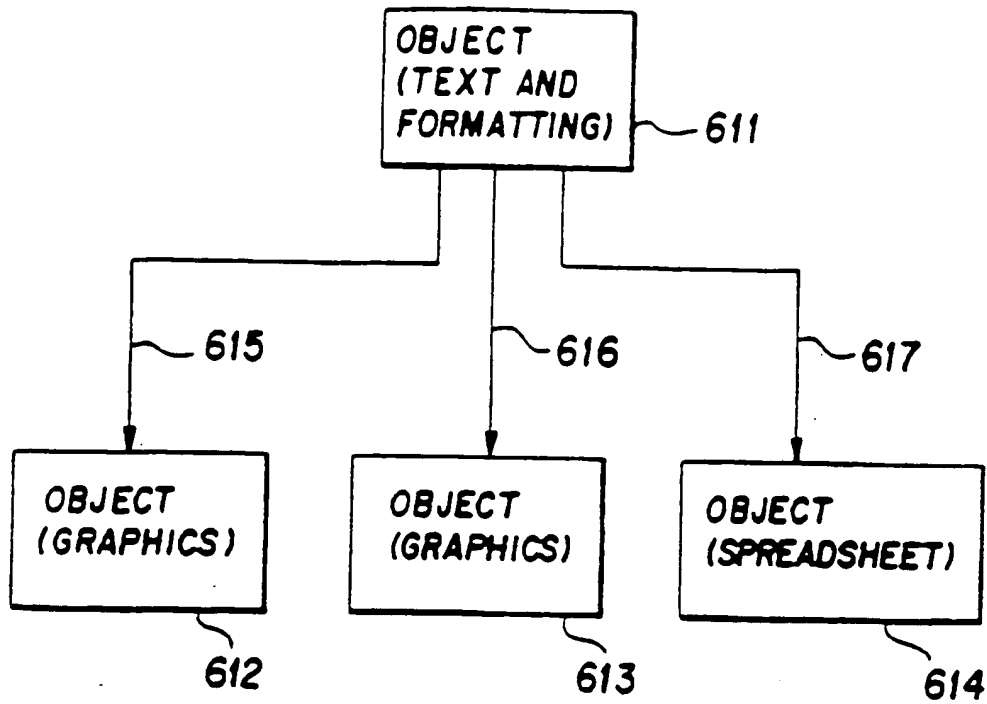 OBJECT
(TEXT AND
FORMATTING)
611
615
616
617
OBJECT
(GRAPHICS)
612
OBJECT
(GRAPHICS)
613
OBJECT
(SPREADSHEET)
614